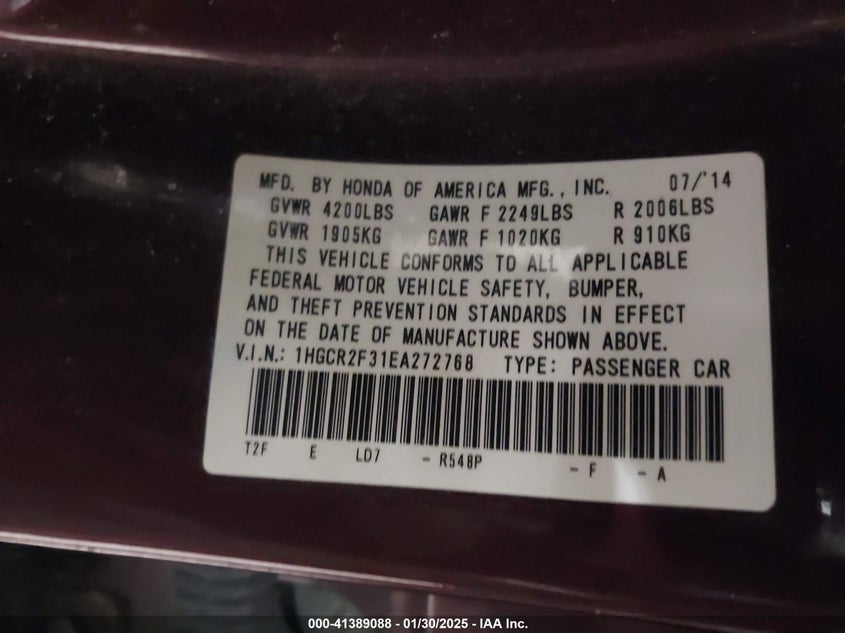 MFD. BY HONDA OF AMERICA MFG., INC. 07/'14
GVWR 4200LBS GAWR F 2249LBS R 2006LBS
GVWR 1905KG GAWR F 1020KG R 910KG
THIS VEHICLE CONFORMS TO ALL APPLICABLE
FEDERAL MOTOR VEHICLE SAFETY, BUMPER,
AND THEFT PREVENTION STANDARDS IN EFFECT
ON THE DATE OF MANUFACTURE SHOWN ABOVE.
V.I.N.: 1HGCR2F31EA272768 TYPE: PASSENGER CAR
T2F E LD7 - R548P - F - A
000-41389088 - 01/30/2025 - IAA Inc.